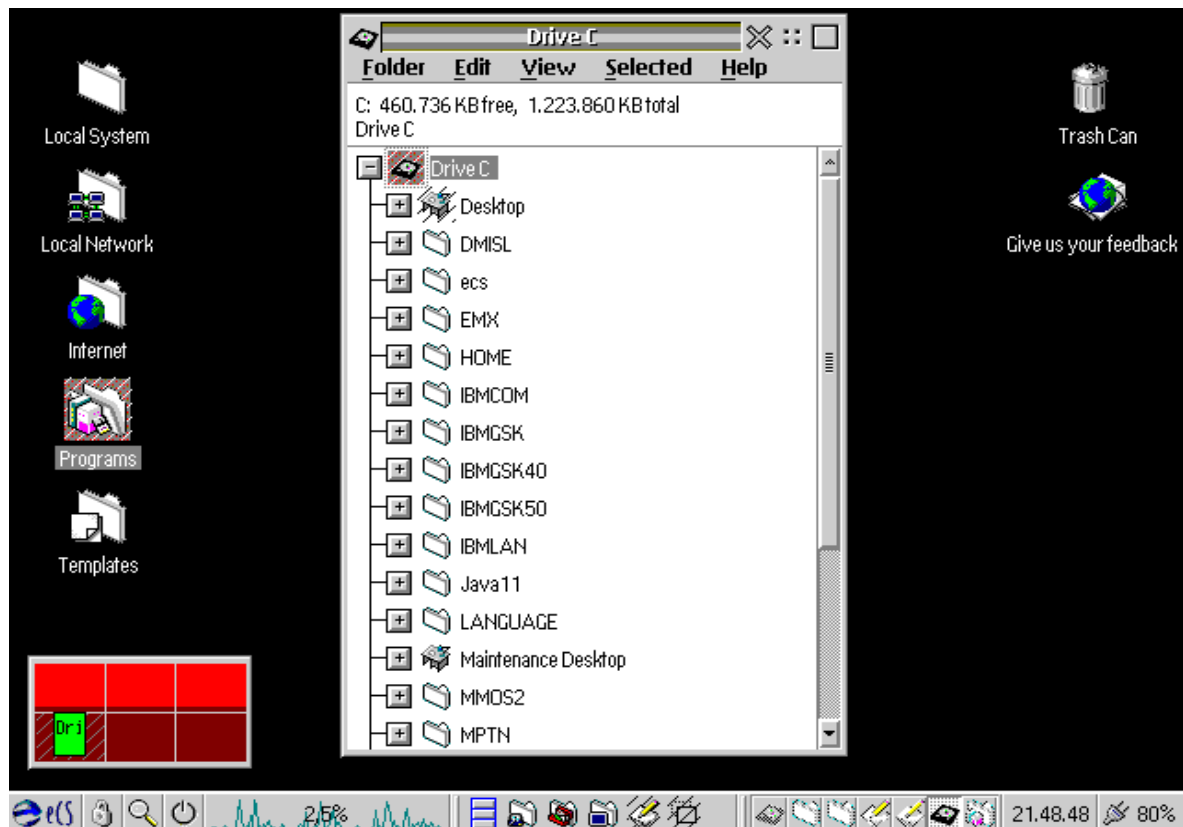 Drive C
Folder Edit View Selected Help
C: 460.736 KB free, 1.223.860 KB total
Drive C
Drive C
Desktop
DMISL
ecs
EMX
HOME
IBMCOM
IBMGSK
IBMGSK40
IBMGSK50
IBMLAN
Java11
LANGUAGE
Maintenance Desktop
MMOS2
MPTN
Local System
Local Network
Internet
Programs
Templates
Trash Can
Give us your feedback
Dri
eCS
2,5%
21.48.48
80%